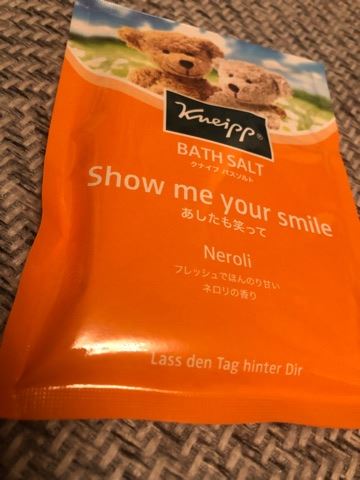 Kneipp®
BATH SALT
クナイプ バスソルト
Show me your smile
あしたも笑って
Neroli
フレッシュでほんのり甘い
ネロリの香り
Lass den Tag hinter Dir